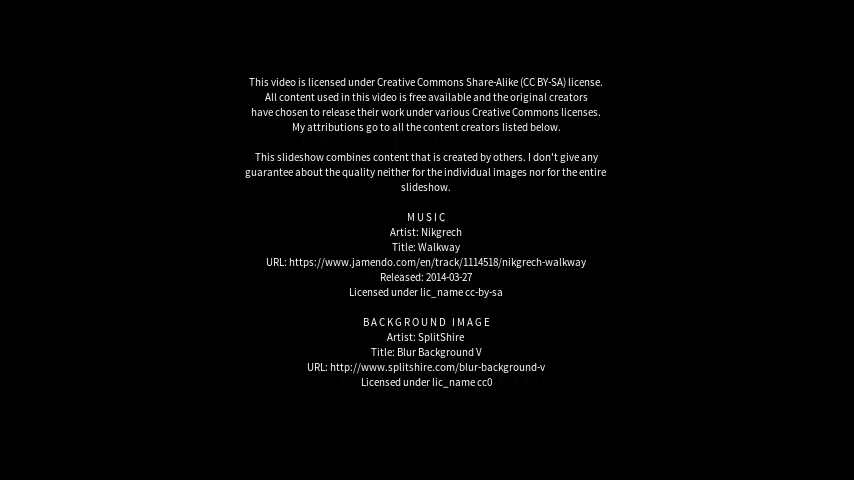 This video is licensed under Creative Commons Share-Alike (CC BY-SA) license.
All content used in this video is free available and the original creators
have chosen to release their work under various Creative Commons licenses.
My attributions go to all the content creators listed below.
This slideshow combines content that is created by others. I don't give any
guarantee about the quality neither for the individual images nor for the entire
slideshow.
M U S I C
Artist: Nikgrech
Title: Walkway
URL: https://www.jamendo.com/en/track/1114518/nikgrech-walkway
Released: 2014-03-27
Licensed under lic_name cc-by-sa
B A C K G R O U N D   I M A G E
Artist: SplitShire
Title: Blur Background V
URL: http://www.splitshire.com/blur-background-v
Licensed under lic_name cc0